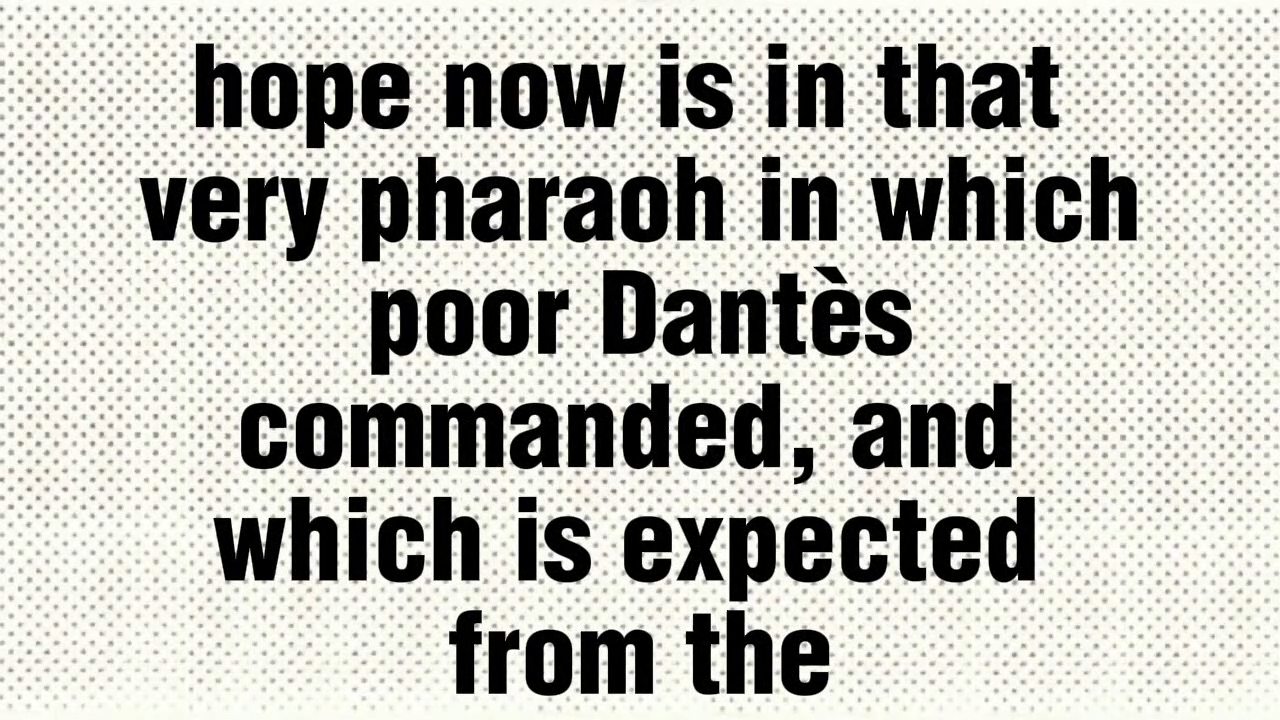 hope now is in that
very pharaoh in which
poor Dantès
commanded, and
which is expected
from the